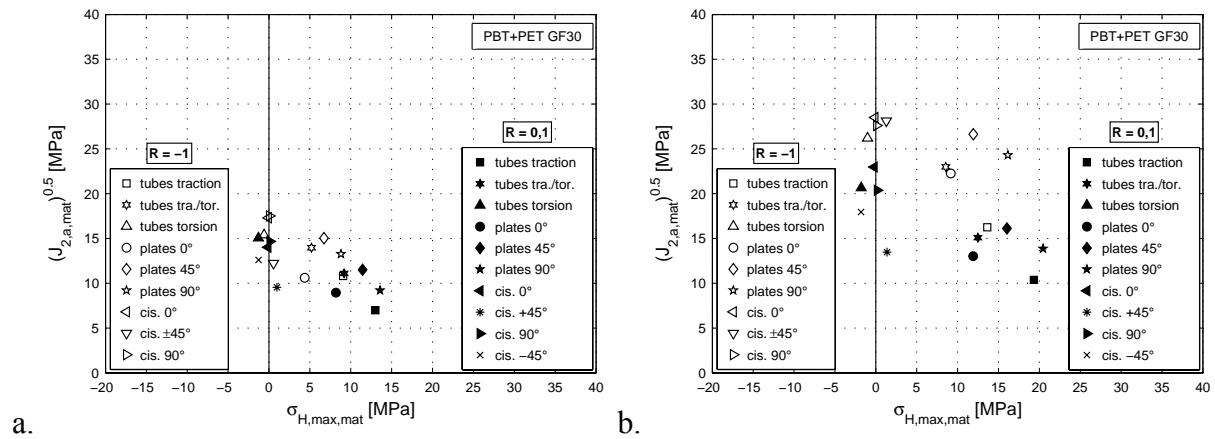 PBT+PET GF30
(J2,a,mat)^0.5 [MPa]
40
35
30
25
20
15
10
5
0
R = −1
tubes traction
tubes tra./tor.
tubes torsion
plates 0°
plates 45°
plates 90°
cis. 0°
cis. ±45°
cis. 90°
R = 0,1
tubes traction
tubes tra./tor.
tubes torsion
plates 0°
plates 45°
plates 90°
cis. 0°
cis. +45°
cis. 90°
cis. −45°
−20 −15 −10 −5 0 5 10 15 20 25 30 35 40
σH,max,mat [MPa]
a.
PBT+PET GF30
(J2,a,mat)^0.5 [MPa]
40
35
30
25
20
15
10
5
0
R = −1
tubes traction
tubes tra./tor.
tubes torsion
plates 0°
plates 45°
plates 90°
cis. 0°
cis. ±45°
cis. 90°
R = 0,1
tubes traction
tubes tra./tor.
tubes torsion
plates 0°
plates 45°
plates 90°
cis. 0°
cis. +45°
cis. 90°
cis. −45°
−20 −15 −10 −5 0 5 10 15 20 25 30 35 40
σH,max,mat [MPa]
b.